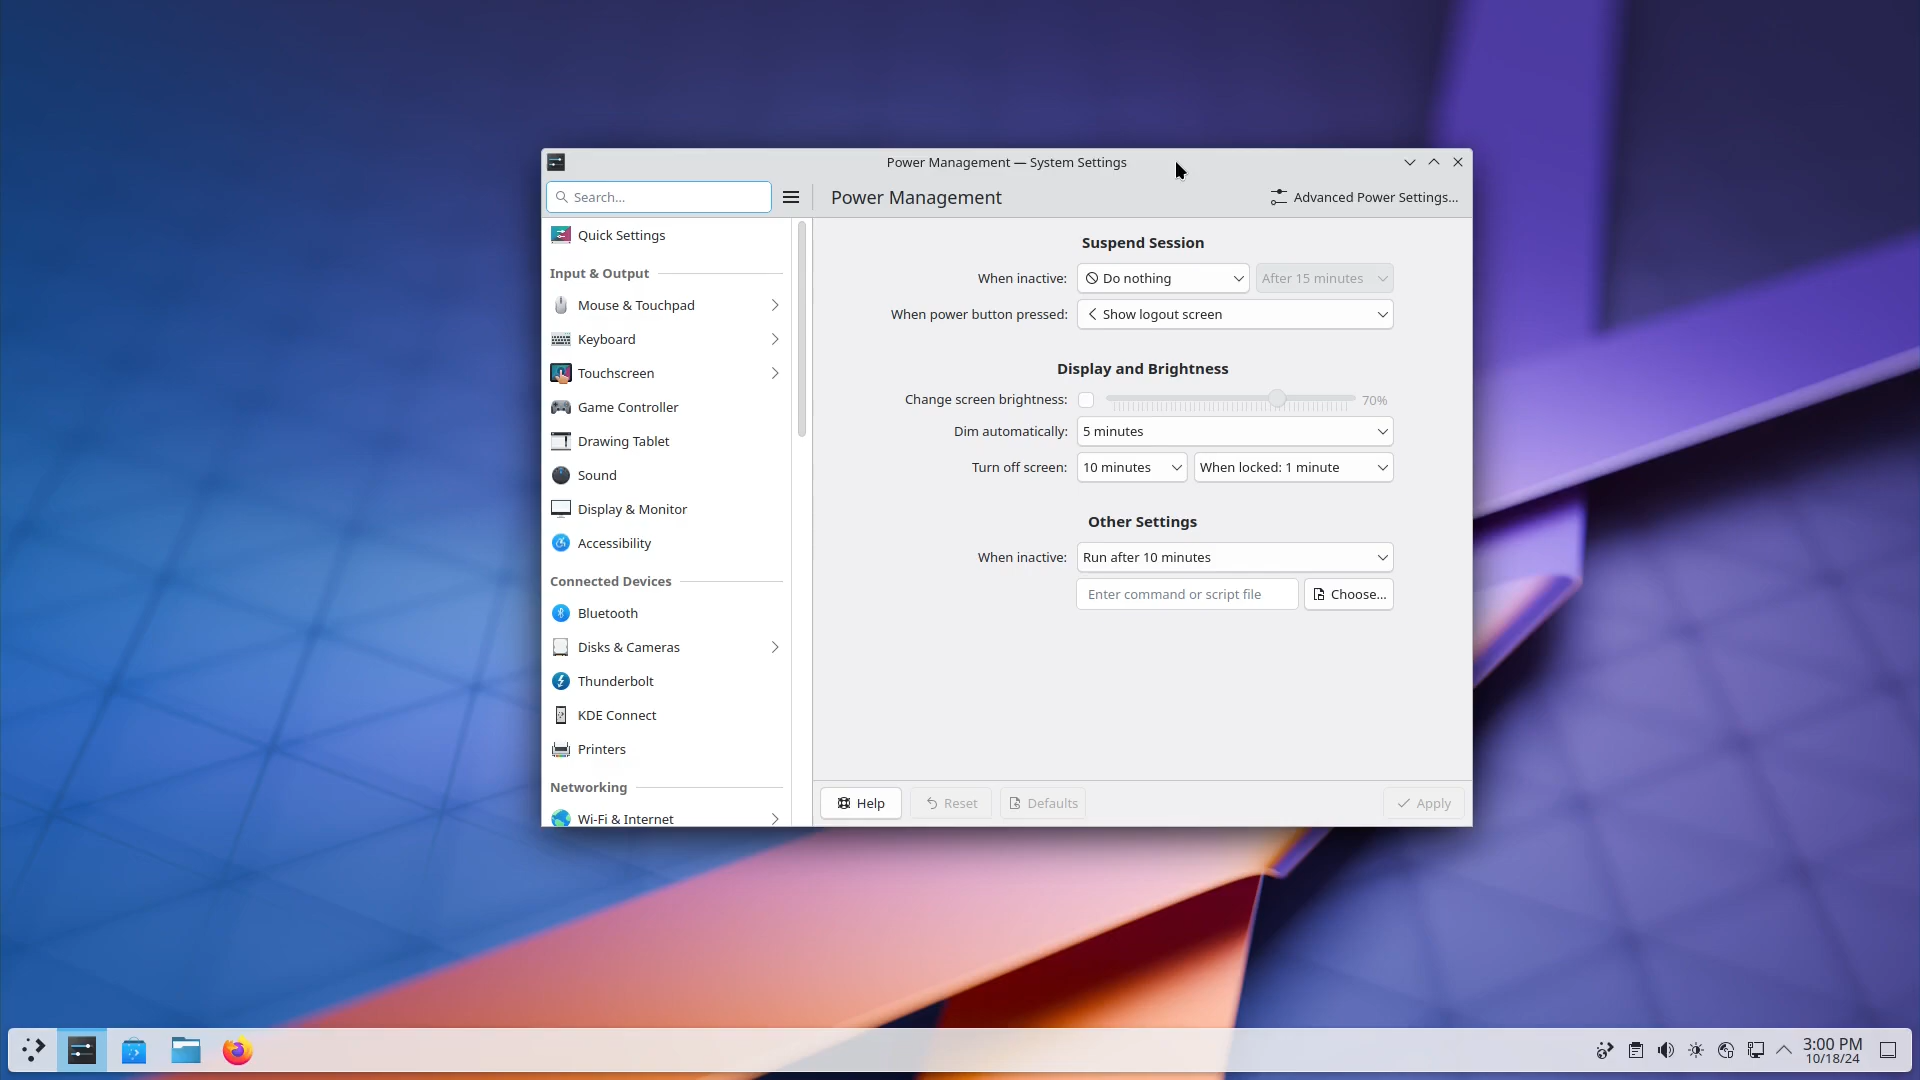 Power Management — System Settings
Search...
Power Management
Advanced Power Settings...
Quick Settings
Input & Output
Mouse & Touchpad
Keyboard
Touchscreen
Game Controller
Drawing Tablet
Sound
Display & Monitor
Accessibility
Connected Devices
Bluetooth
Disks & Cameras
Thunderbolt
KDE Connect
Printers
Networking
Wi-Fi & Internet
Suspend Session
When inactive: Do nothing After 15 minutes
When power button pressed: Show logout screen
Display and Brightness
Change screen brightness: 70%
Dim automatically: 5 minutes
Turn off screen: 10 minutes When locked: 1 minute
Other Settings
When inactive: Run after 10 minutes
Enter command or script file Choose...
Help Reset Defaults Apply
3:00 PM
10/18/24